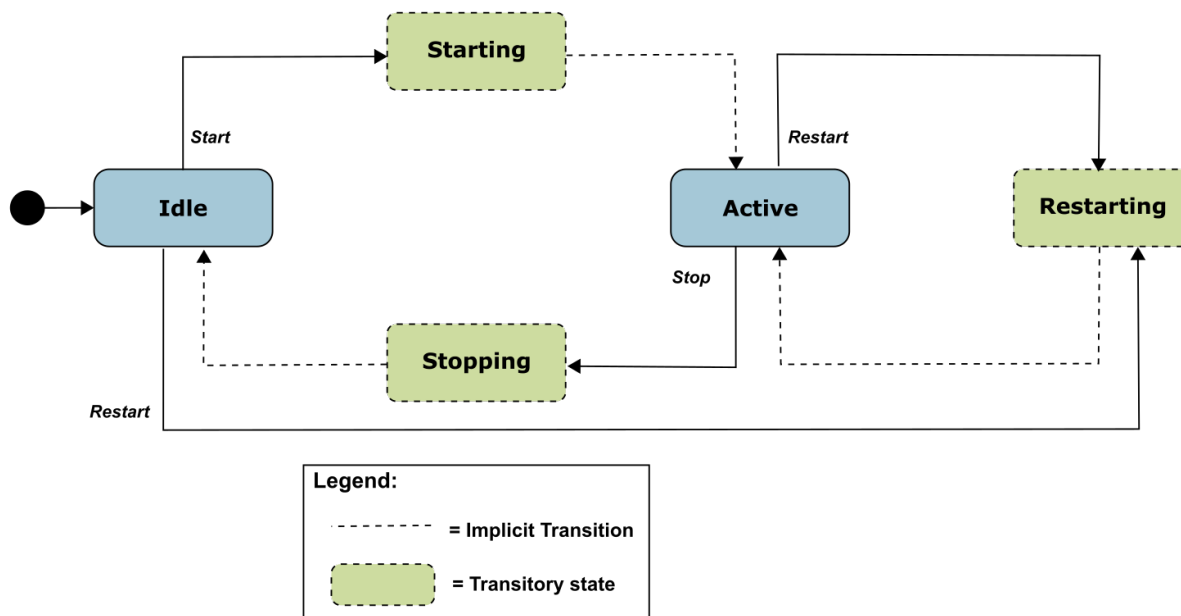 Starting
Start
Restart
Idle
Active
Restarting
Stop
Stopping
Restart
Legend:
= Implicit Transition
= Transitory state